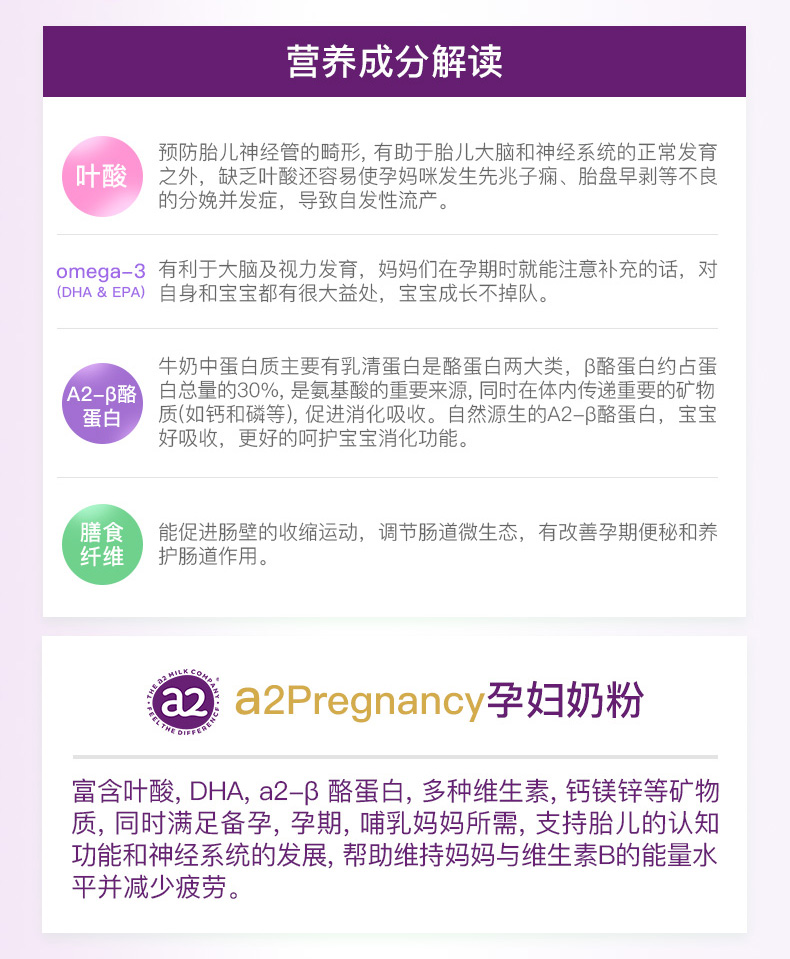 营养成分解读
叶酸
预防胎儿神经管的畸形, 有助于胎儿大脑和神经系统的正常发育
之外，缺乏叶酸还容易使孕妈咪发生先兆子痫、胎盘早剥等不良
的分娩并发症，导致自发性流产。
omega-3
(DHA & EPA)
有利于大脑及视力发育，妈妈们在孕期时就能注意补充的话，对
自身和宝宝都有很大益处，宝宝成长不掉队。
A2-β酪
蛋白
牛奶中蛋白质主要有乳清蛋白是酪蛋白两大类，β酪蛋白约占蛋
白总量的30%, 是氨基酸的重要来源, 同时在体内传递重要的矿物
质(如钙和磷等), 促进消化吸收。自然源生的A2-β酪蛋白，宝宝
好吸收，更好的呵护宝宝消化功能。
膳食
纤维
能促进肠壁的收缩运动，调节肠道微生态，有改善孕期便秘和养
护肠道作用。
THE a2 MILK COMPANY
a2
FEEL THE DIFFERENCE
a2Pregnancy孕妇奶粉
富含叶酸, DHA, a2-β 酪蛋白, 多种维生素, 钙镁锌等矿物
质, 同时满足备孕, 孕期, 哺乳妈妈所需, 支持胎儿的认知
功能和神经系统的发展, 帮助维持妈妈与维生素B的能量水
平并减少疲劳。